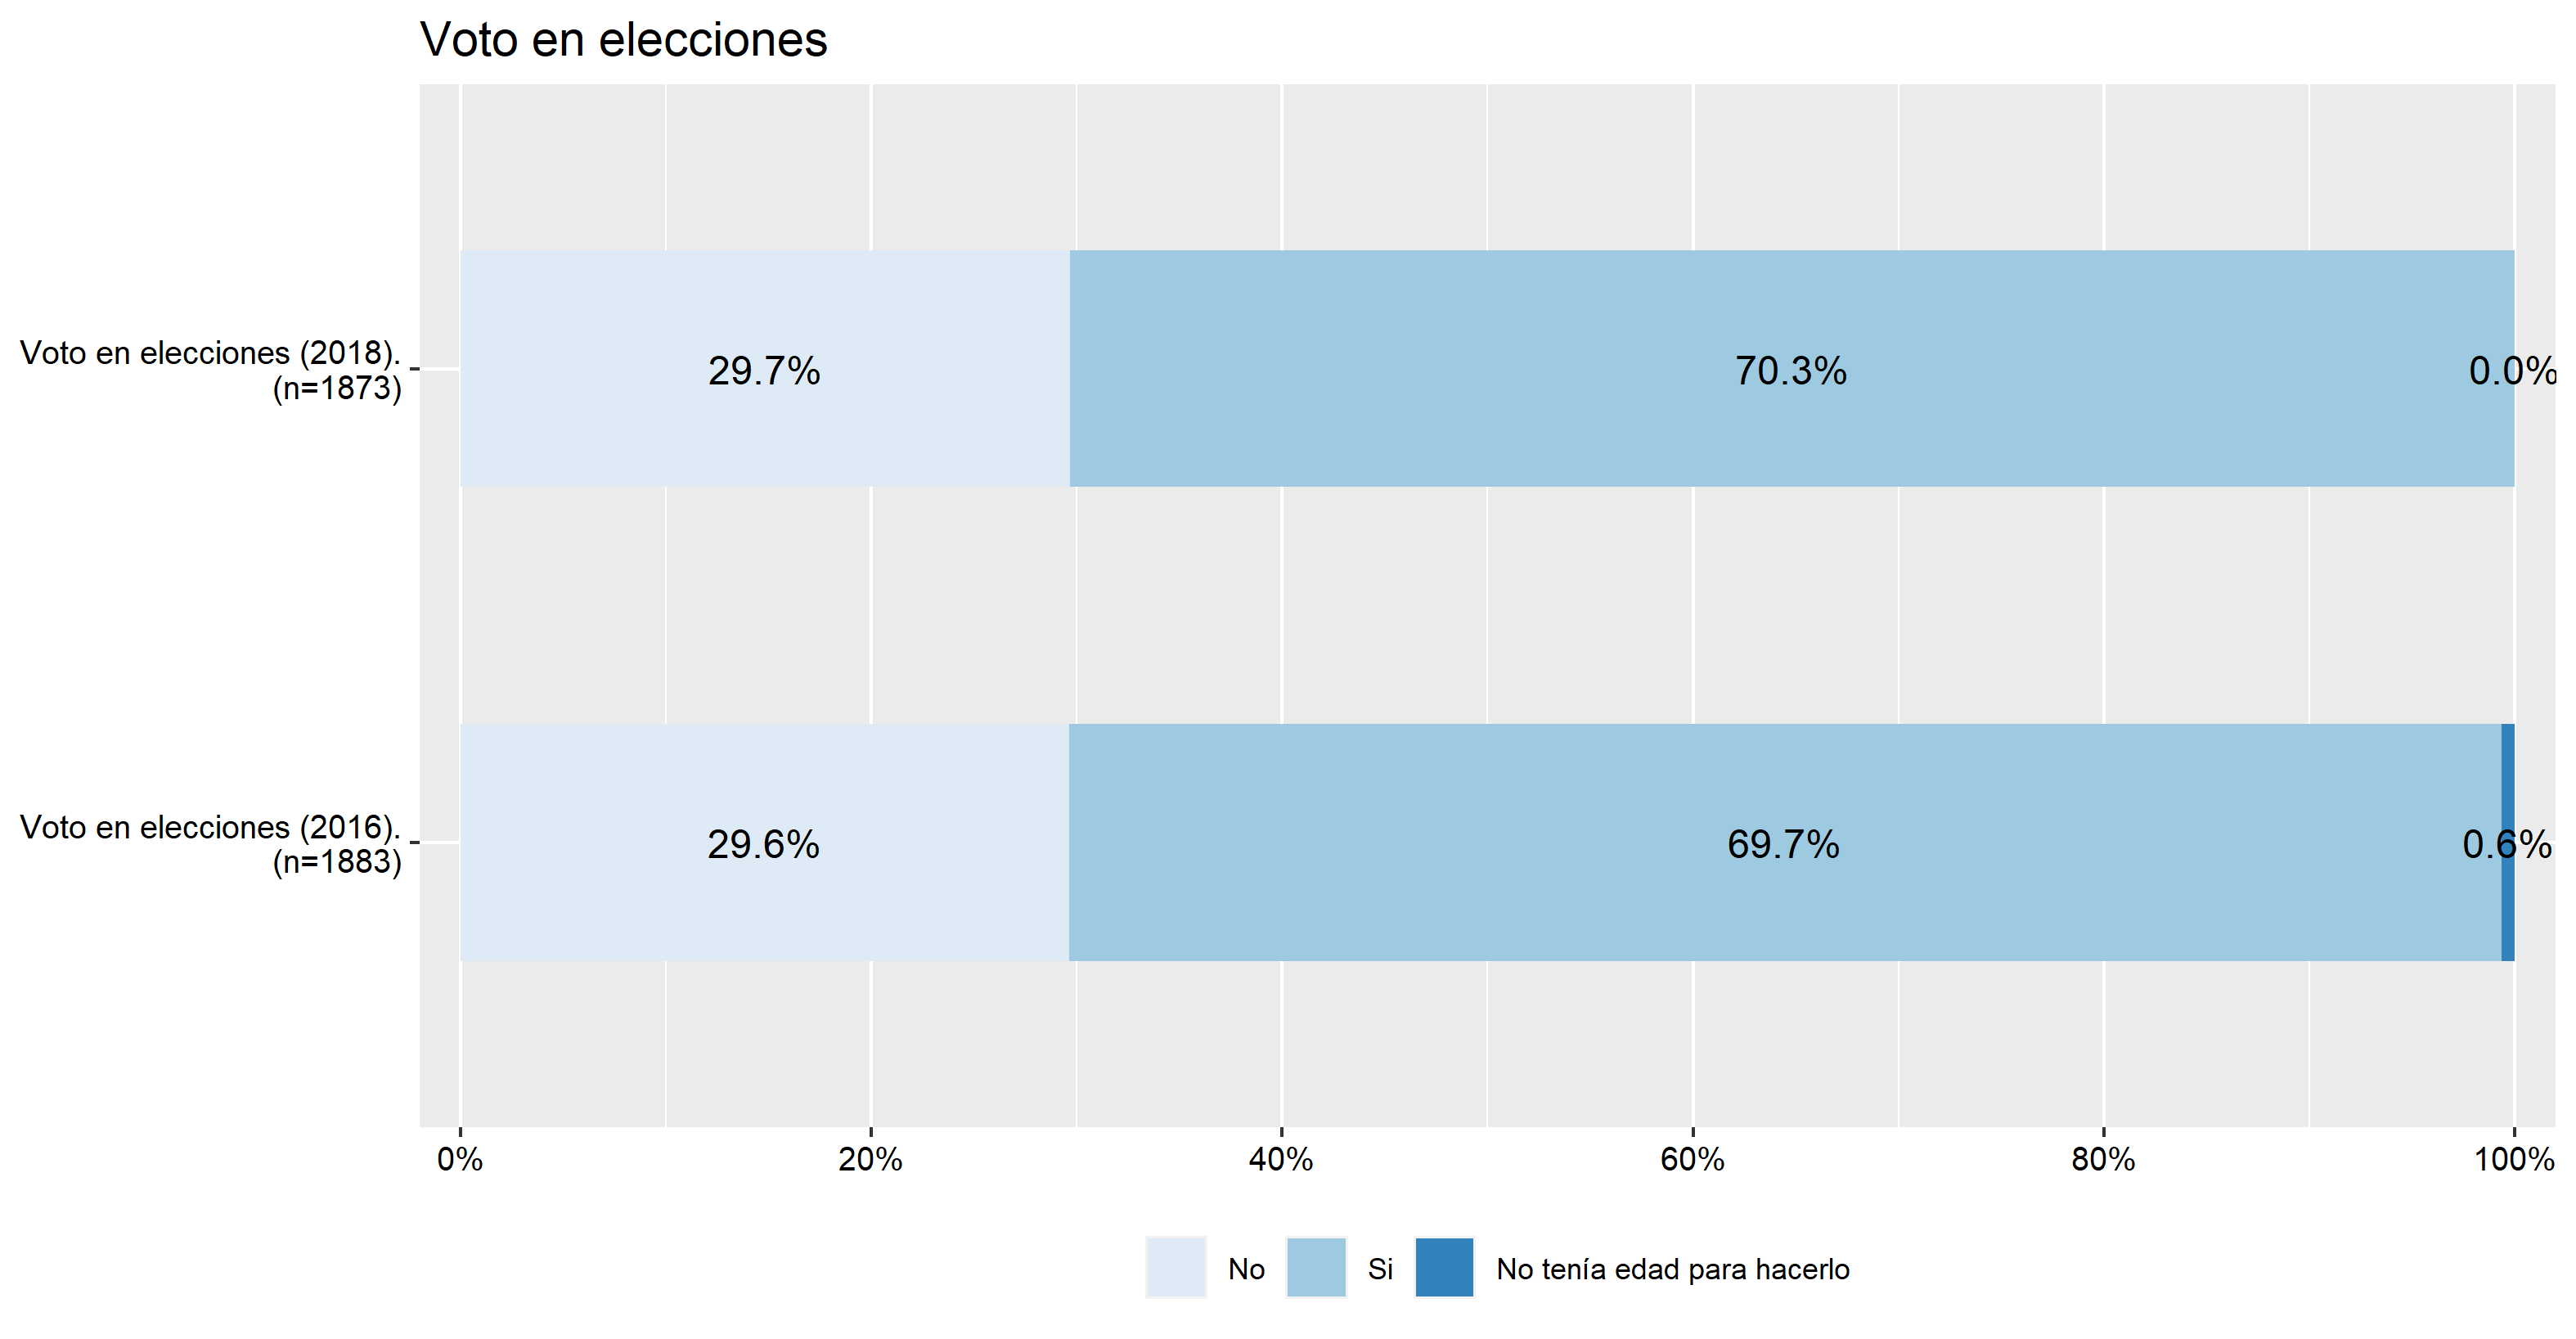 Voto en elecciones
Voto en elecciones (2018).
(n=1873)
29.7%
70.3%
0.0%
Voto en elecciones (2016).
(n=1883)
29.6%
69.7%
0.6%
0%
20%
40%
60%
80%
100%
No
Si
No tenía edad para hacerlo